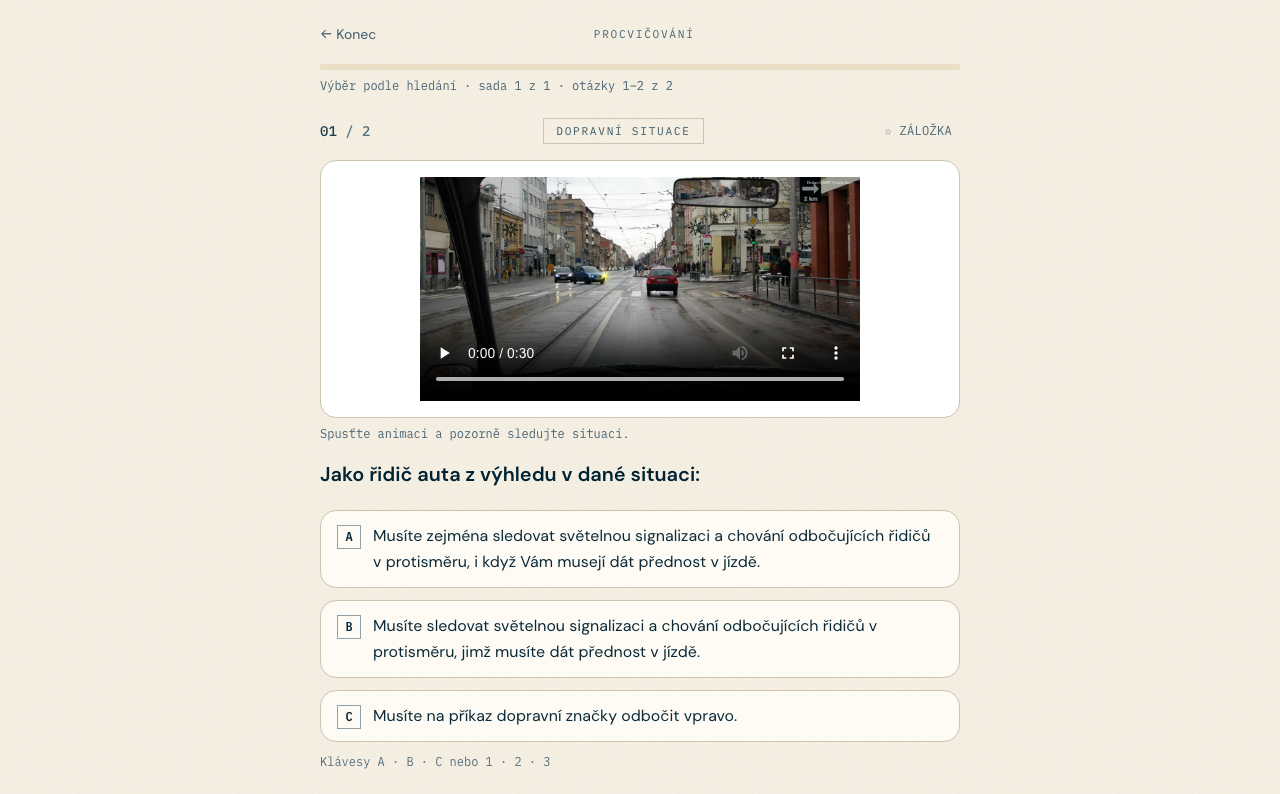 ← Konec
PROCVIČOVÁNÍ
Výběr podle hledání · sada 1 z 1 · otázky 1–2 z 2
01 / 2
DOPRAVNÍ SITUACE
☆ ZÁLOŽKA
2 km
0:00 / 0:30
Spusťte animaci a pozorně sledujte situaci.
Jako řidič auta z výhledu v dané situaci:
A
Musíte zejména sledovat světelnou signalizaci a chování odbočujících řidičů
v protisměru, i když Vám musejí dát přednost v jízdě.
B
Musíte sledovat světelnou signalizaci a chování odbočujících řidičů v
protisměru, jimž musíte dát přednost v jízdě.
C
Musíte na příkaz dopravní značky odbočit vpravo.
Klávesy A · B · C nebo 1 · 2 · 3